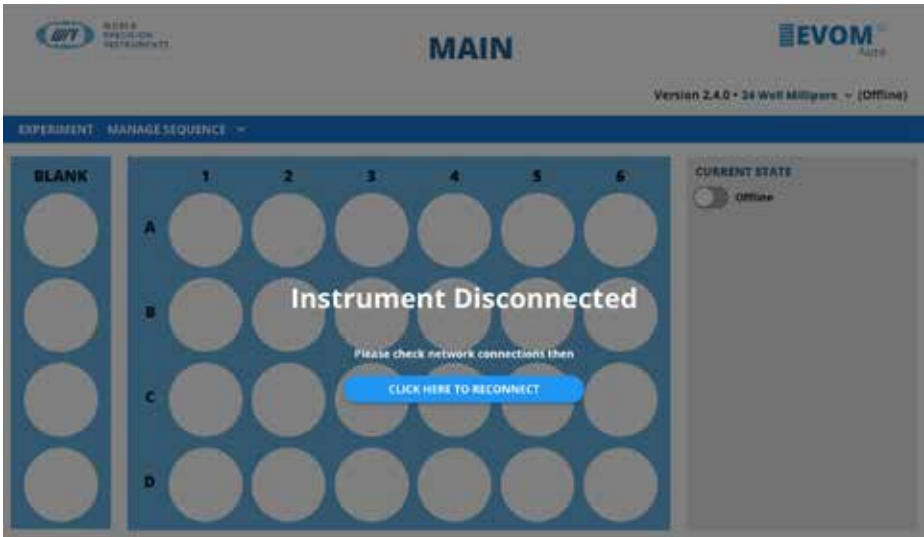 WPI WORLD
PRECISION
INSTRUMENTS
MAIN
EVOM
Auto
Version 2.4.0 • 24 Well Millipore (Offline)
EXPERIMENT MANAGE SEQUENCE
BLANK 1 2 3 4 5 6
CURRENT STATE
Offline
A
Instrument Disconnected
B
Please check network connections then
CLICK HERE TO RECONNECT
C
D